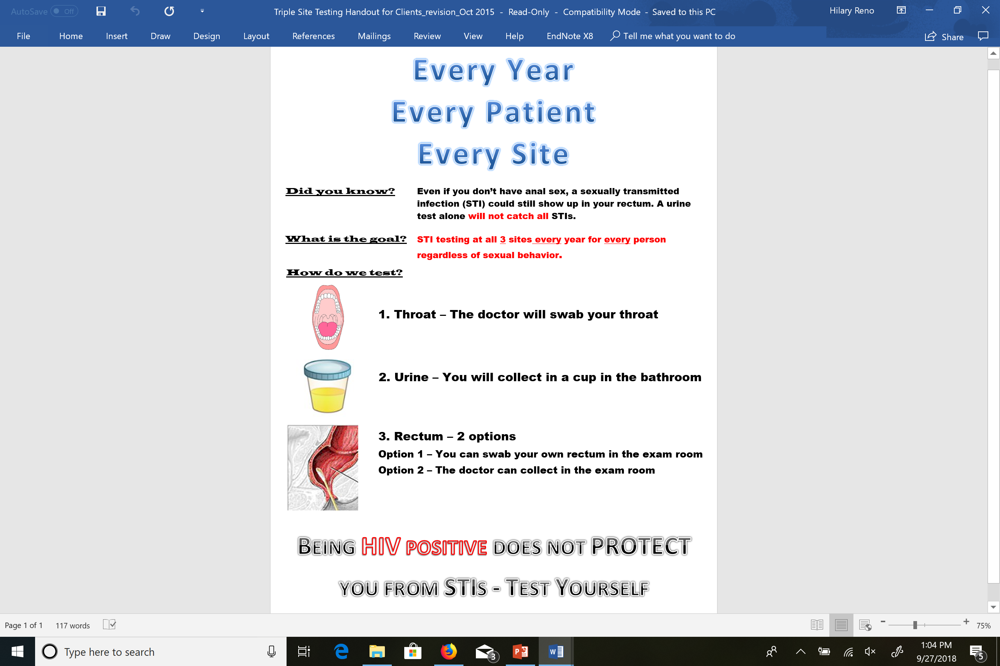 AutoSave Off
Triple Site Testing Handout for Clients_revision_Oct 2015 - Read-Only - Compatibility Mode - Saved to this PC
Hilary Reno
File Home Insert Draw Design Layout References Mailings Review View Help EndNote X8 Tell me what you want to do Share
Every Year
Every Patient
Every Site
Did you know? Even if you don’t have anal sex, a sexually transmitted
infection (STI) could still show up in your rectum. A urine
test alone will not catch all STIs.
What is the goal? STI testing at all 3 sites every year for every person
regardless of sexual behavior.
How do we test?
1. Throat – The doctor will swab your throat
2. Urine – You will collect in a cup in the bathroom
3. Rectum – 2 options
Option 1 – You can swab your own rectum in the exam room
Option 2 – The doctor can collect in the exam room
BEING HIV POSITIVE DOES NOT PROTECT
YOU FROM STIS - TEST YOURSELF
Page 1 of 1 117 words 75%
Type here to search
3
1:04 PM
9/27/2018
5